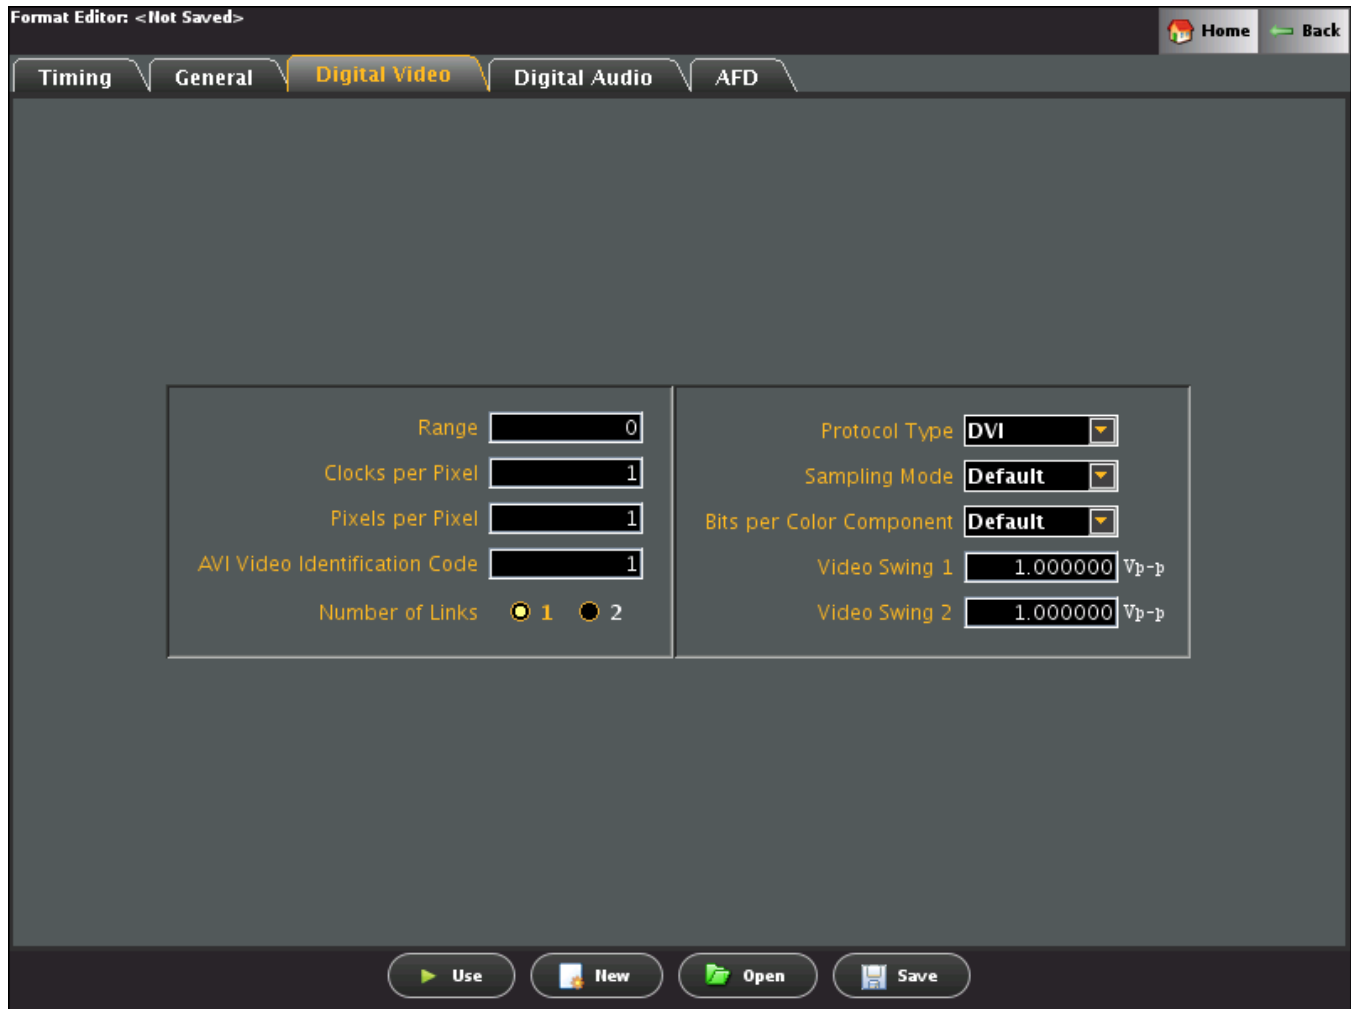 Format Editor: <Not Saved>
Home Back
Timing General Digital Video Digital Audio AFD
Range 0
Clocks per Pixel 1
Pixels per Pixel 1
AVI Video Identification Code 1
Number of Links 1 2
Protocol Type DVI
Sampling Mode Default
Bits per Color Component Default
Video Swing 1 1.000000 Vp-p
Video Swing 2 1.000000 Vp-p
Use New Open Save